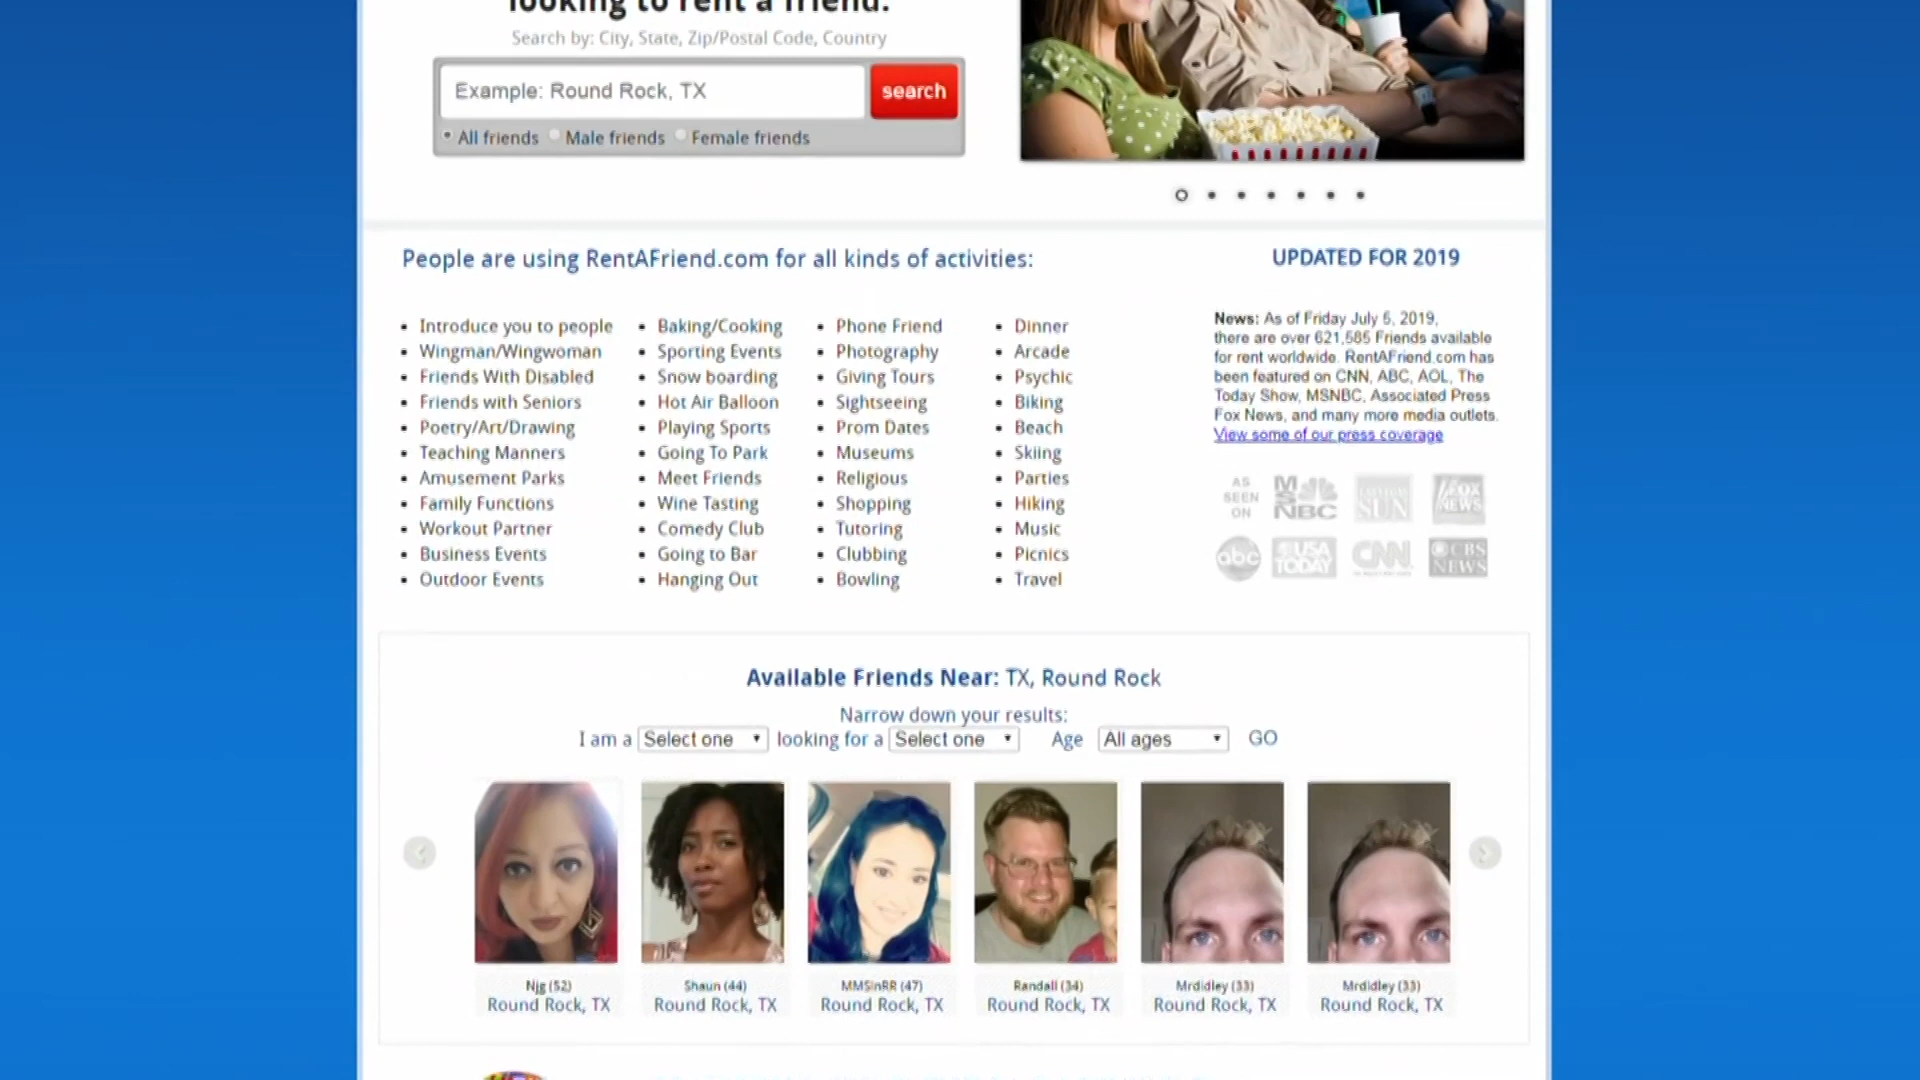 looking to rent a friend.
Search by: City, State, Zip/Postal Code, Country
Example: Round Rock, TX
search
All friends Male friends Female friends
People are using RentAFriend.com for all kinds of activities:
Introduce you to people
Wingman/Wingwoman
Friends With Disabled
Friends with Seniors
Poetry/Art/Drawing
Teaching Manners
Amusement Parks
Family Functions
Workout Partner
Business Events
Outdoor Events
Baking/Cooking
Sporting Events
Snow boarding
Hot Air Balloon
Playing Sports
Going To Park
Meet Friends
Wine Tasting
Comedy Club
Going to Bar
Hanging Out
Phone Friend
Photography
Giving Tours
Sightseeing
Prom Dates
Museums
Religious
Shopping
Tutoring
Clubbing
Bowling
Dinner
Arcade
Psychic
Biking
Beach
Skiing
Parties
Hiking
Music
Picnics
Travel
UPDATED FOR 2019
News: As of Friday July 5, 2019,
there are over 621,585 Friends available
for rent worldwide. RentAFriend.com has
been featured on CNN, ABC, AOL, The
Today Show, MSNBC, Associated Press
Fox News, and many more media outlets.
View some of our press coverage
AS SEEN ON
MSNBC
SUN
FOX NEWS
abc
USA TODAY
CNN
CBS NEWS
Available Friends Near: TX, Round Rock
Narrow down your results:
I am a Select one looking for a Select one Age All ages GO
Njg (52)
Round Rock, TX
Shaun (44)
Round Rock, TX
MMSinRR (47)
Round Rock, TX
Randall (34)
Round Rock, TX
Mrdidley (33)
Round Rock, TX
Mrdidley (33)
Round Rock, TX